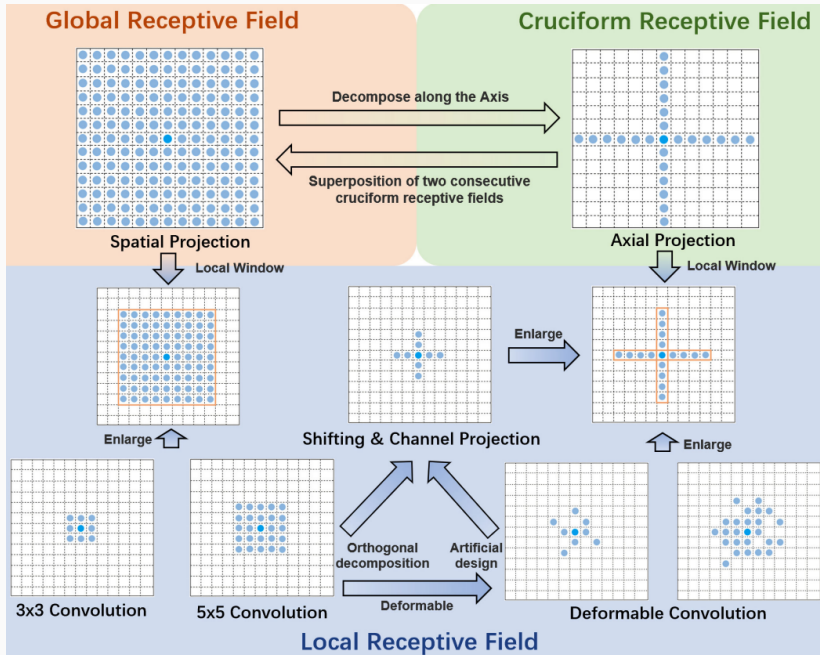 Global Receptive Field
Cruciform Receptive Field
Decompose along the Axis
Superposition of two consecutive
cruciform receptive fields
Spatial Projection
Axial Projection
Local Window
Local Window
Enlarge
Shifting & Channel Projection
Enlarge
Enlarge
Orthogonal
decomposition
Artificial
design
Deformable
3x3 Convolution
5x5 Convolution
Deformable Convolution
Local Receptive Field